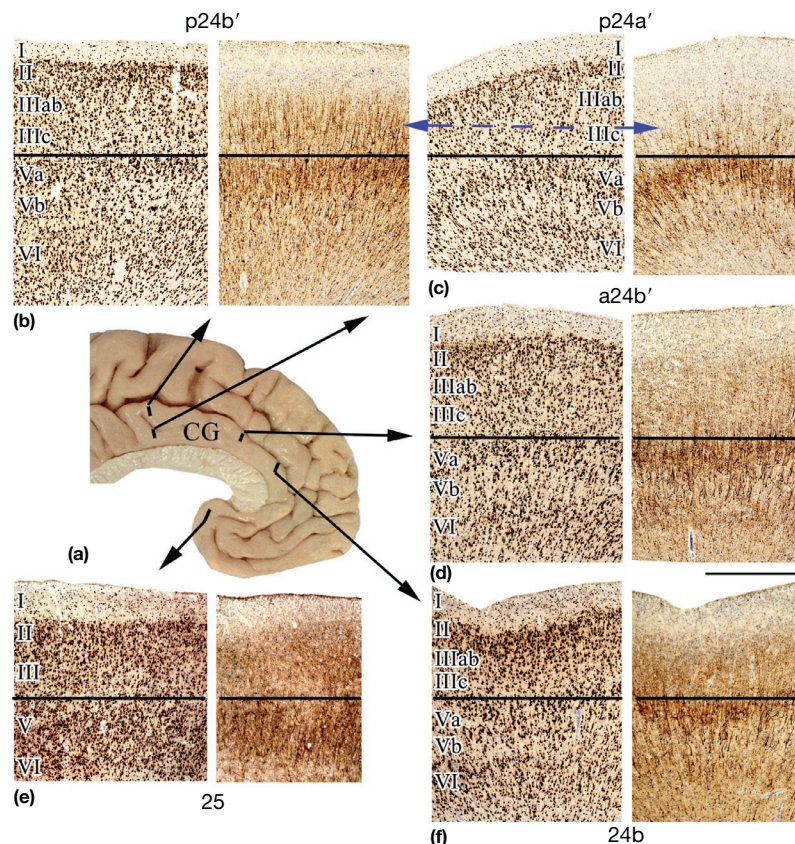 p24b′
p24a′
I
II
IIIab
IIIc
Va
Vb
VI
(b)
I
II
IIIab
IIIc
Va
Vb
VI
(c)
a24b′
I
II
IIIab
IIIc
Va
Vb
VI
(d)
CG
(a)
I
II
III
V
VI
(e)
25
I
II
IIIab
IIIc
Va
Vb
VI
(f)
24b